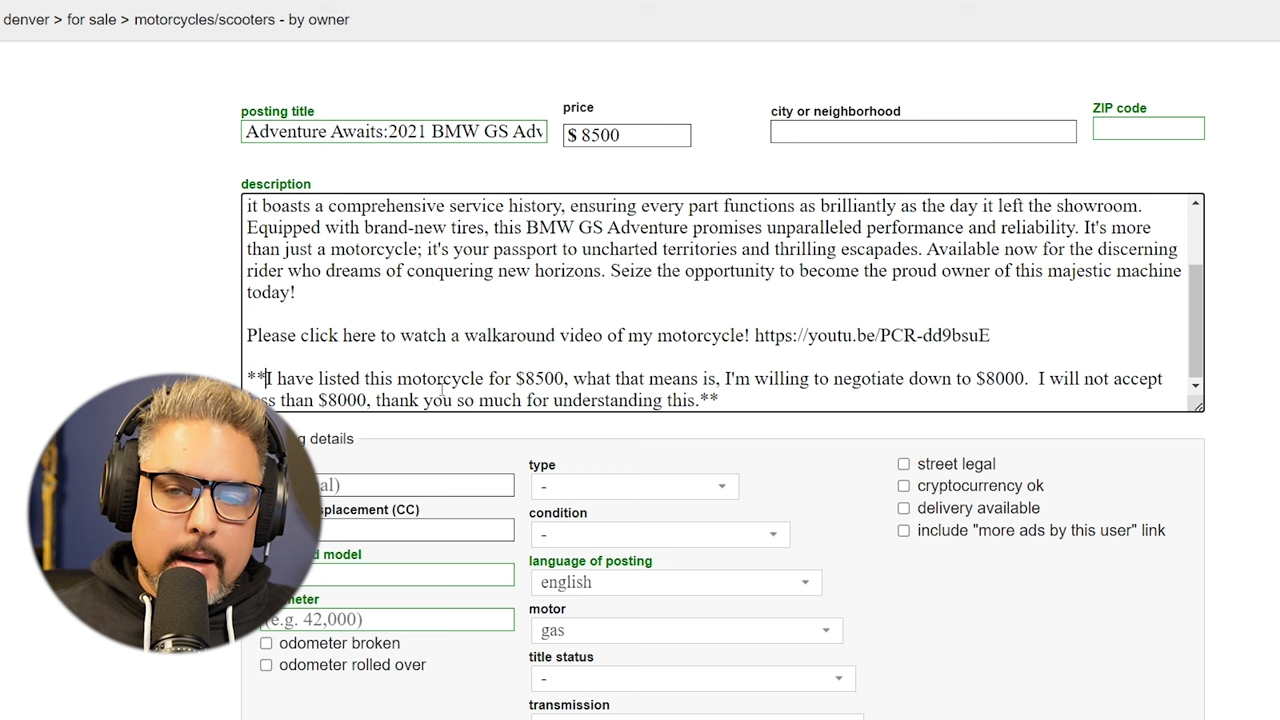 denver > for sale > motorcycles/scooters - by owner
posting title
price
city or neighborhood
ZIP code
Adventure Awaits:2021 BMW GS Adv
$ 8500
description
it boasts a comprehensive service history, ensuring every part functions as brilliantly as the day it left the showroom.
Equipped with brand-new tires, this BMW GS Adventure promises unparalleled performance and reliability. It's more
than just a motorcycle; it's your passport to uncharted territories and thrilling escapades. Available now for the discerning
rider who dreams of conquering new horizons. Seize the opportunity to become the proud owner of this majestic machine
today!
Please click here to watch a walkaround video of my motorcycle! https://youtu.be/PCR-dd9bsuE
**I have listed this motorcycle for $8500, what that means is, I'm willing to negotiate down to $8000. I will not accept
than $8000, thank you so much for understanding this.**
details
type
-
street legal
cryptocurrency ok
delivery available
include "more ads by this user" link
(CC)
condition
-
model
language of posting
english
(e.g. 42,000)
motor
gas
odometer broken
odometer rolled over
title status
-
transmission